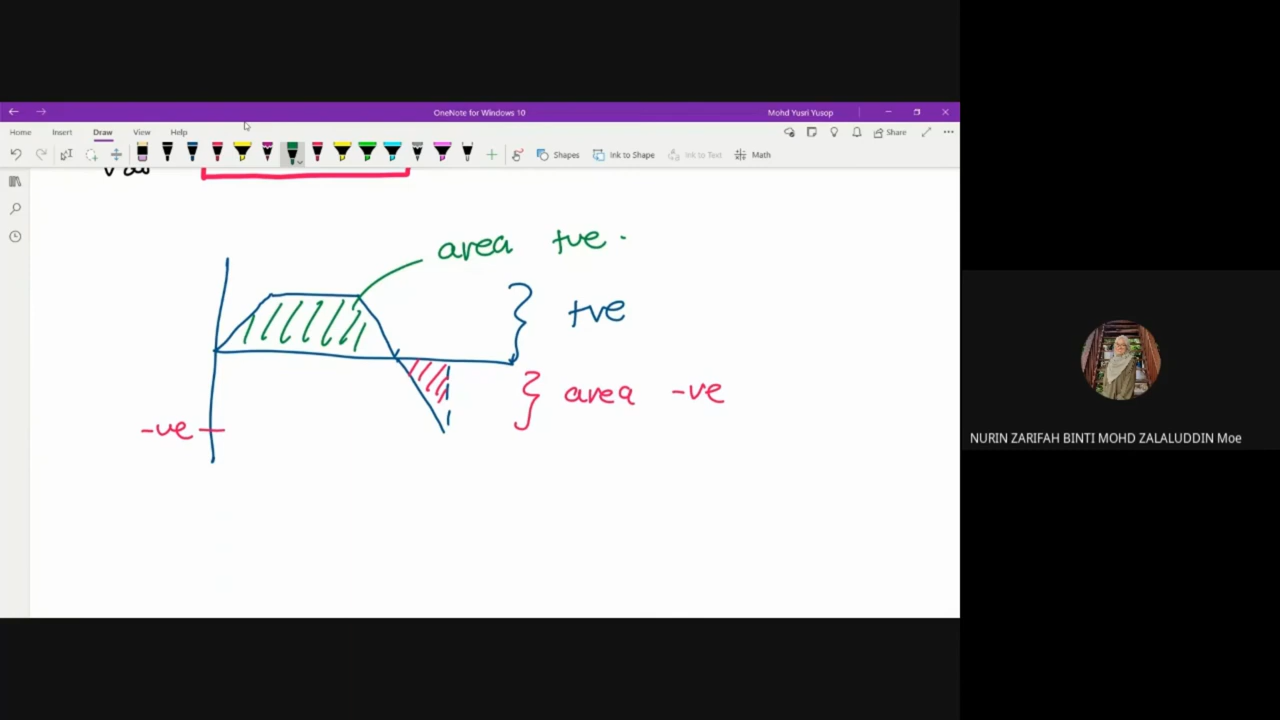 OneNote for Windows 10
Mohd Yusri Yusop
Home Insert Draw View Help
Share
Shapes Ink to Shape Ink to Text Math
area +ve.
+ve
area -ve
-ve
NURIN ZARIFAH BINTI MOHD ZALALUDDIN Moe